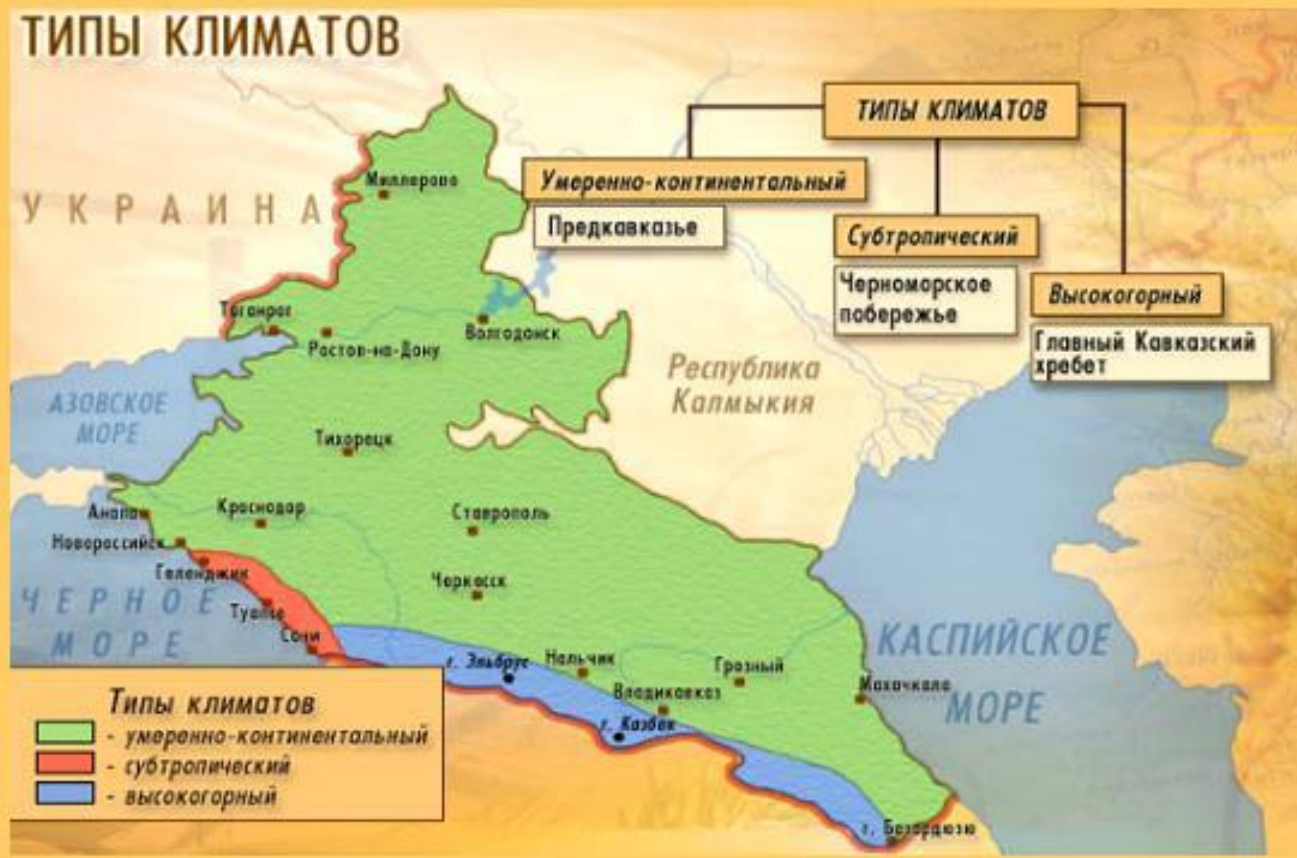 ТИПЫ КЛИМАТОВ
ТИПЫ КЛИМАТОВ
Умеренно-континентальный
Предкавказье
Субтропический
Черноморское
побережье
Высокогорный
Главный Кавказский
хребет
УКРАИНА
Миллерово
Таганрог
Ростов-на-Дону
Волгодонск
Республика
Калмыкия
АЗОВСКОЕ
МОРЕ
Тихорецк
Анапа
Краснодар
Ставрополь
Новороссийск
Геленджик
Черкесск
ЧЕРНОЕ
МОРЕ
Туапсе
Сочи
г. Эльбрус
Нальчик
Грозный
Владикавказ
г. Казбек
Махачкала
КАСПИЙСКОЕ
МОРЕ
г. Базардюзю
Типы климатов
- умеренно-континентальный
- субтропический
- высокогорный